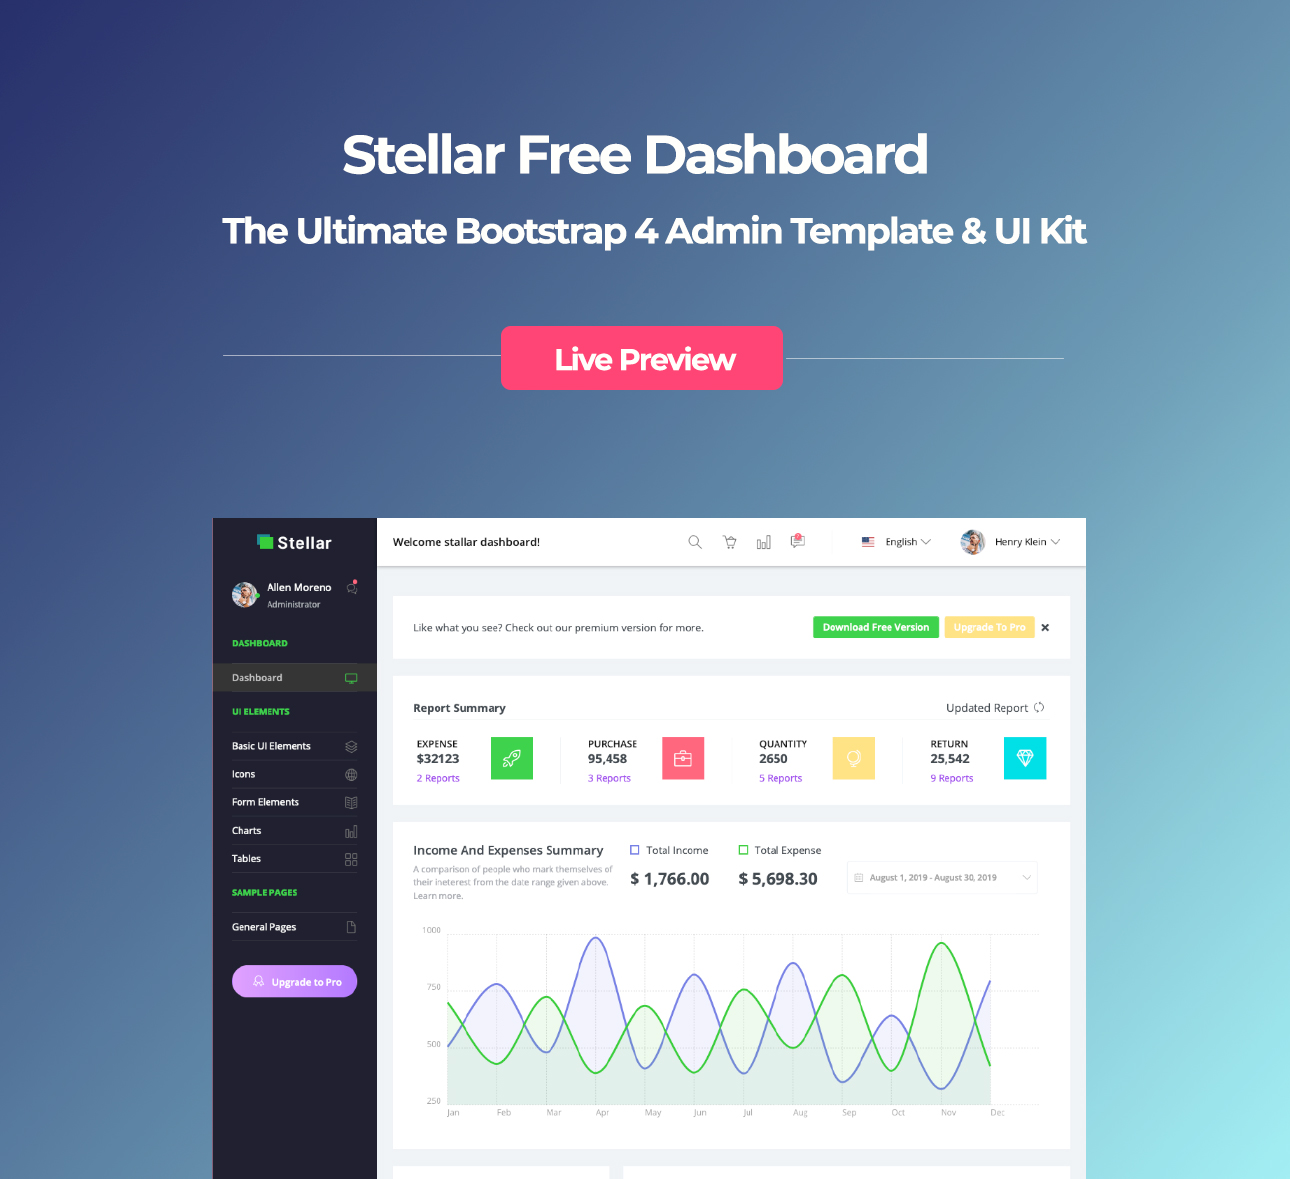 Stellar Free Dashboard
The Ultimate Bootstrap 4 Admin Template & UI Kit
Live Preview
Stellar
Allen Moreno
Administrator
DASHBOARD
Dashboard
UI ELEMENTS
Basic UI Elements
Icons
Form Elements
Charts
Tables
SAMPLE PAGES
General Pages
Upgrade to Pro
Welcome stallar dashboard!
English
Henry Klein
Like what you see? Check out our premium version for more.
Download Free Version
Upgrade To Pro
Report Summary
Updated Report
EXPENSE
$32123
2 Reports
PURCHASE
95,458
3 Reports
QUANTITY
2650
5 Reports
RETURN
25,542
9 Reports
Income And Expenses Summary
A comparison of people who mark themselves of
their ineterest from the date range given above.
Learn more.
Total Income
$ 1,766.00
Total Expense
$ 5,698.30
August 1, 2019 - August 30, 2019
1000
750
500
250
Jan Feb Mar Apr May Jun Jul Aug Sep Oct Nov Dec